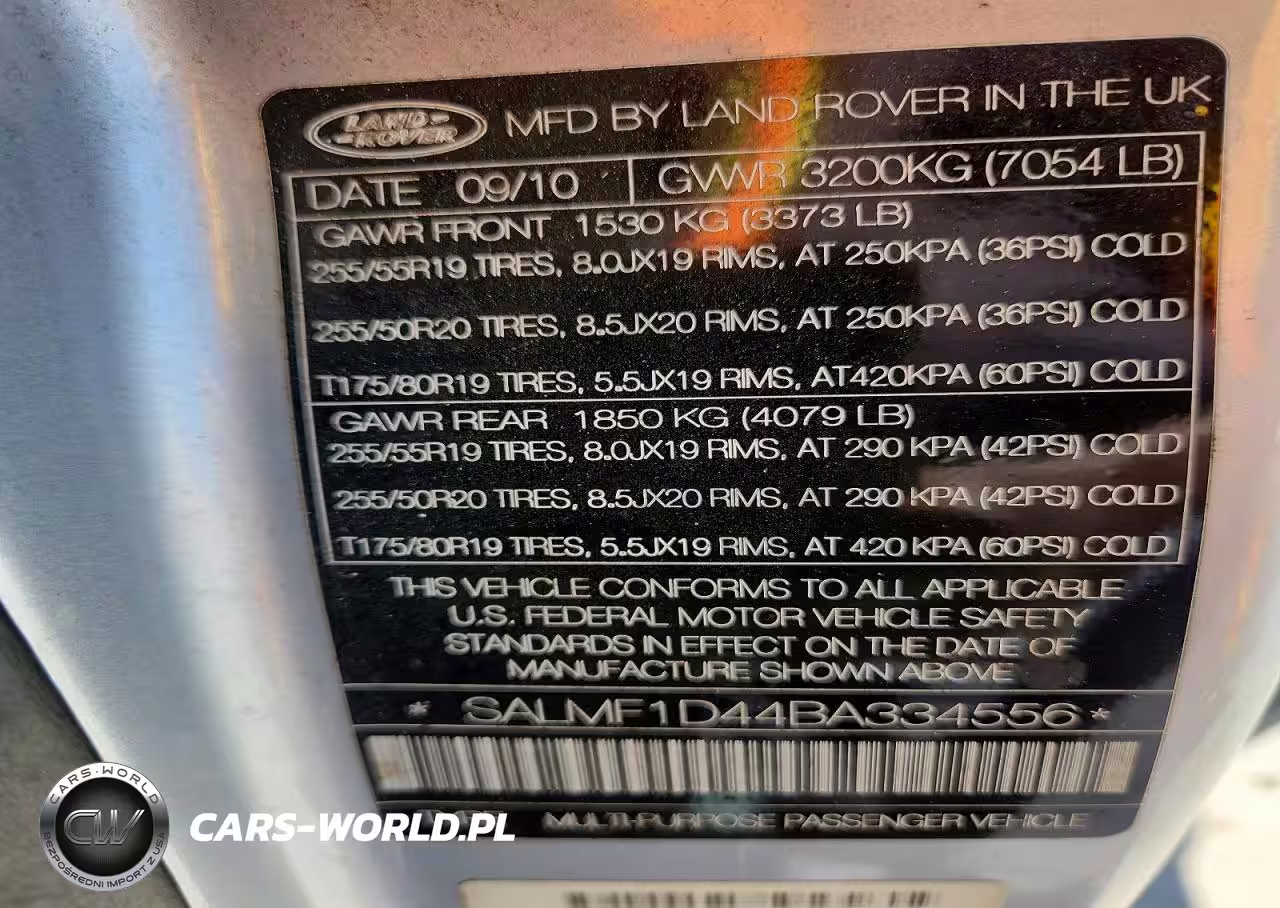 LAND-
-ROVER
MFD BY LAND ROVER IN THE UK
DATE 09/10 GVWR 3200KG (7054 LB)
GAWR FRONT 1530 KG (3373 LB)
255/55R19 TIRES, 8.0JX19 RIMS, AT 250KPA (36PSI) COLD
255/50R20 TIRES, 8.5JX20 RIMS, AT 250KPA (36PSI) COLD
T175/80R19 TIRES, 5.5JX19 RIMS, AT420KPA (60PSI) COLD
GAWR REAR 1850 KG (4079 LB)
255/55R19 TIRES, 8.0JX19 RIMS, AT 290 KPA (42PSI) COLD
255/50R20 TIRES, 8.5JX20 RIMS, AT 290 KPA (42PSI) COLD
T175/80R19 TIRES, 5.5JX19 RIMS, AT 420 KPA (60PSI) COLD
THIS VEHICLE CONFORMS TO ALL APPLICABLE
U.S. FEDERAL MOTOR VEHICLE SAFETY
STANDARDS IN EFFECT ON THE DATE OF
MANUFACTURE SHOWN ABOVE
* SALMF1D44BA334556 *
MULTI-PURPOSE PASSENGER VEHICLE
CARS-WORLD
CW
BEZPOŚREDNI IMPORT Z USA
CARS-WORLD.PL